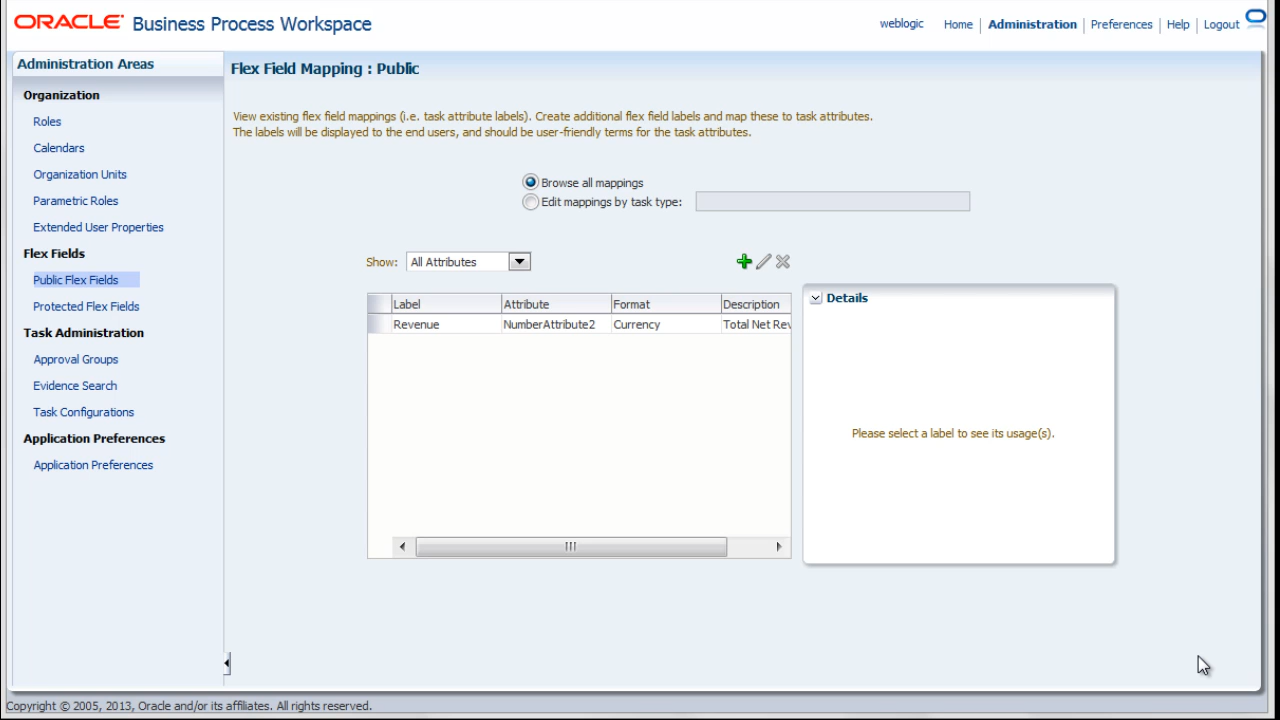 ORACLE Business Process Workspace
weblogic Home Administration Preferences Help Logout
Administration Areas
Organization
Roles
Calendars
Organization Units
Parametric Roles
Extended User Properties
Flex Fields
Public Flex Fields
Protected Flex Fields
Task Administration
Approval Groups
Evidence Search
Task Configurations
Application Preferences
Application Preferences
Flex Field Mapping : Public
View existing flex field mappings (i.e. task attribute labels). Create additional flex field labels and map these to task attributes.
The labels will be displayed to the end users, and should be user-friendly terms for the task attributes.
Browse all mappings
Edit mappings by task type:
Show: All Attributes
Label Attribute Format Description
Revenue NumberAttribute2 Currency Total Net Rev
Details
Please select a label to see its usage(s).
Copyright © 2005, 2013, Oracle and/or its affiliates. All rights reserved.